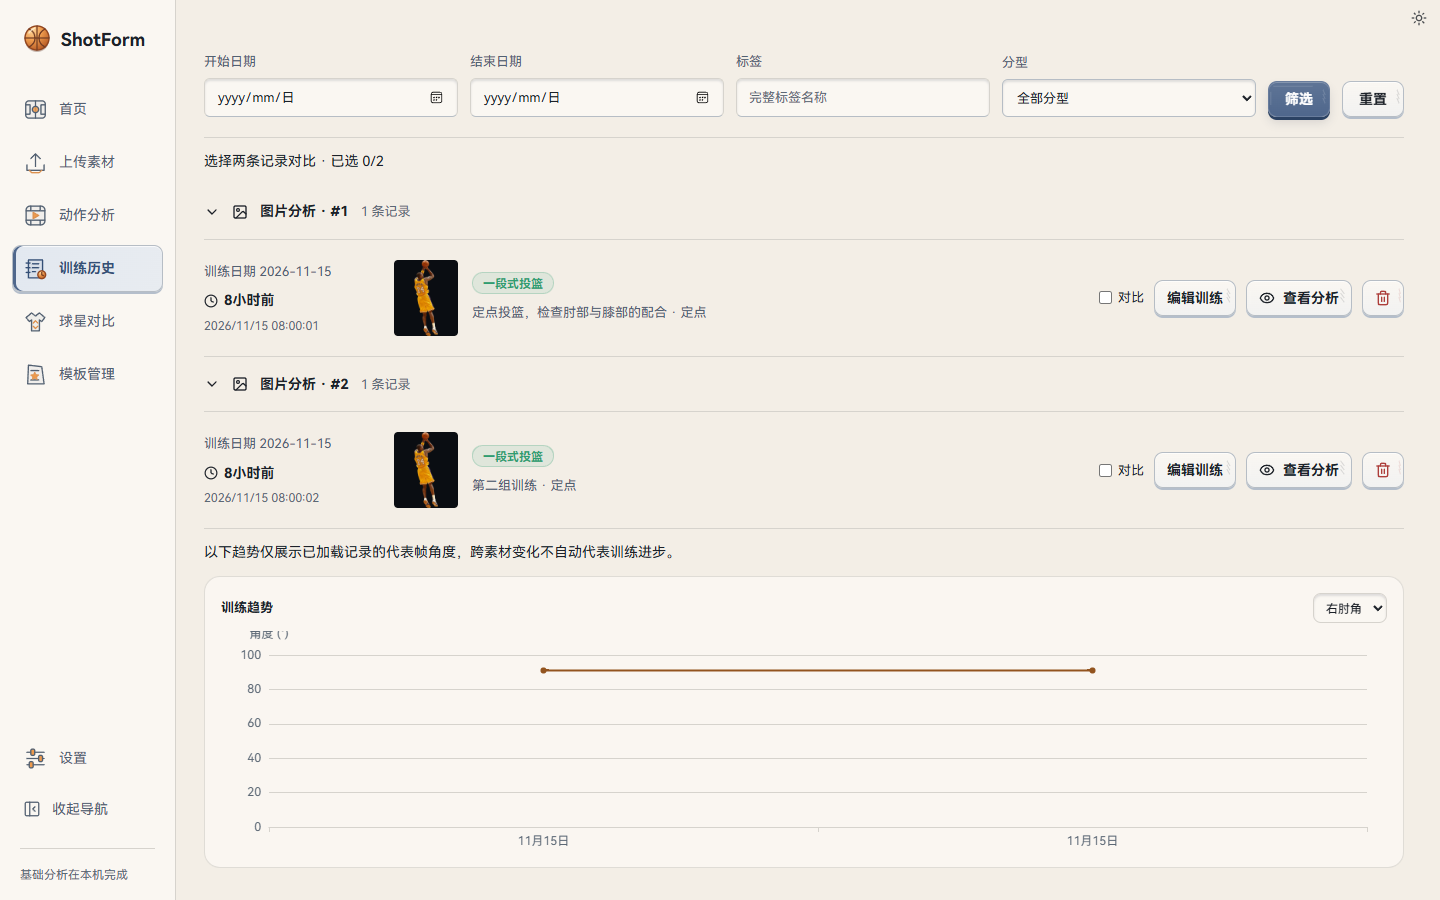 ShotForm
首页
上传素材
动作分析
训练历史
球星对比
模板管理
设置
收起导航
基础分析在本机完成
开始日期
结束日期
标签
分型
yyyy/mm/日
yyyy/mm/日
完整标签名称
全部分型
筛选
重置
选择两条记录对比 · 已选 0/2
图片分析 · #1 1 条记录
训练日期 2026-11-15
8小时前
2026/11/15 08:00:01
一段式投篮
定点投篮，检查肘部与膝部的配合 · 定点
对比
编辑训练
查看分析
图片分析 · #2 1 条记录
训练日期 2026-11-15
8小时前
2026/11/15 08:00:02
一段式投篮
第二组训练 · 定点
对比
编辑训练
查看分析
以下趋势仅展示已加载记录的代表帧角度，跨素材变化不自动代表训练进步。
训练趋势
右肘角
角度 (°)
100
80
60
40
20
0
11月15日
11月15日